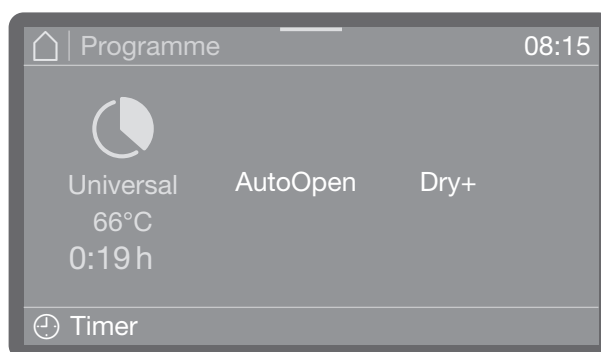 Programme 08:15
Universal AutoOpen Dry+
66°C
0:19 h
Timer